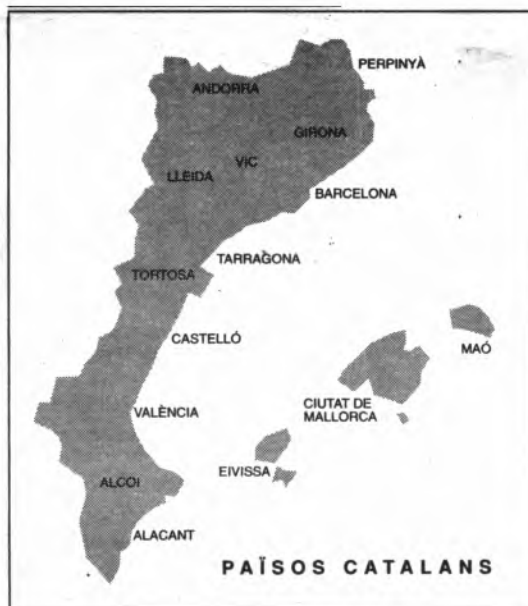 PERPINYÀ
ANDORRA
GIRONA
VIC
LLEIDA
BARCELONA
TARRAGONA
TORTOSA
CASTELLÓ
MAÓ
CIUTAT DE
MALLORCA
VALÈNCIA
EIVISSA
ALCOI
ALACANT
PAÏSOS CATALANS